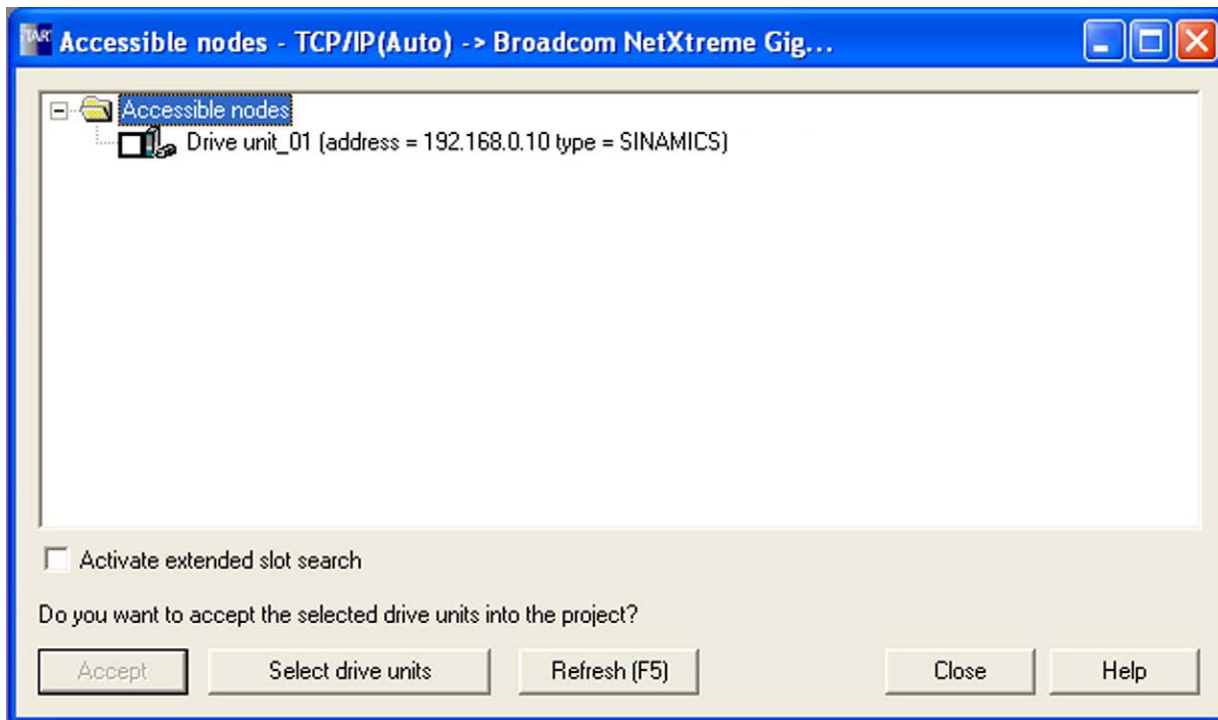 Accessible nodes - TCP/IP(Auto) -> Broadcom NetXtreme Gig...
Accessible nodes
Drive unit_01 (address = 192.168.0.10 type = SINAMICS)
Activate extended slot search
Do you want to accept the selected drive units into the project?
Accept Select drive units Refresh (F5) Close Help